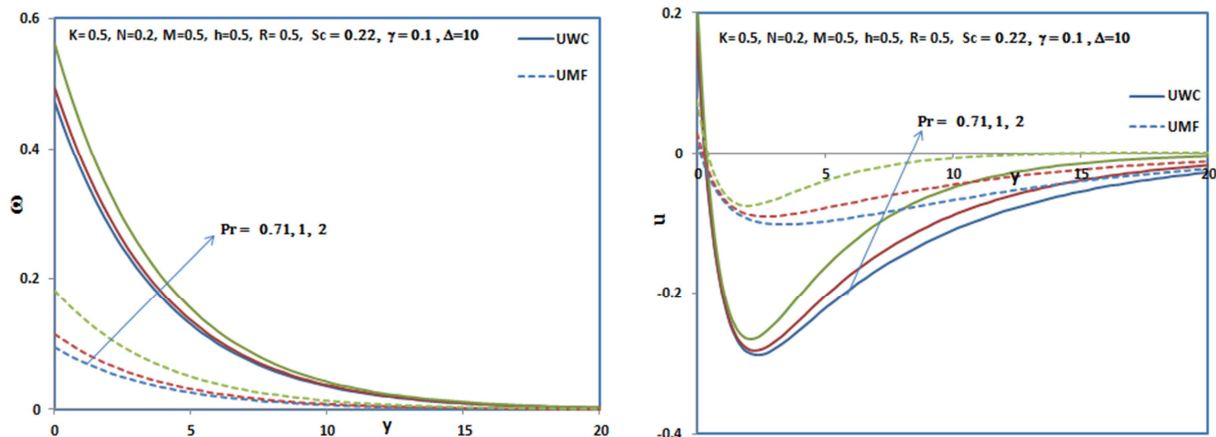 0.6
K= 0.5, N=0.2, M=0.5, h=0.5, R= 0.5, Sc = 0.22, γ = 0.1 , Δ=10
UWC
UMF
0.4
ω
Pr = 0.71, 1, 2
0.2
0
0
5
10
15
20
y
0.2
K= 0.5, N=0.2, M=0.5, h=0.5, R= 0.5, Sc = 0.22, γ = 0.1 , Δ=10
UWC
UMF
Pr = 0.71, 1, 2
0
0
5
10
15
20
y
u
-0.2
-0.4